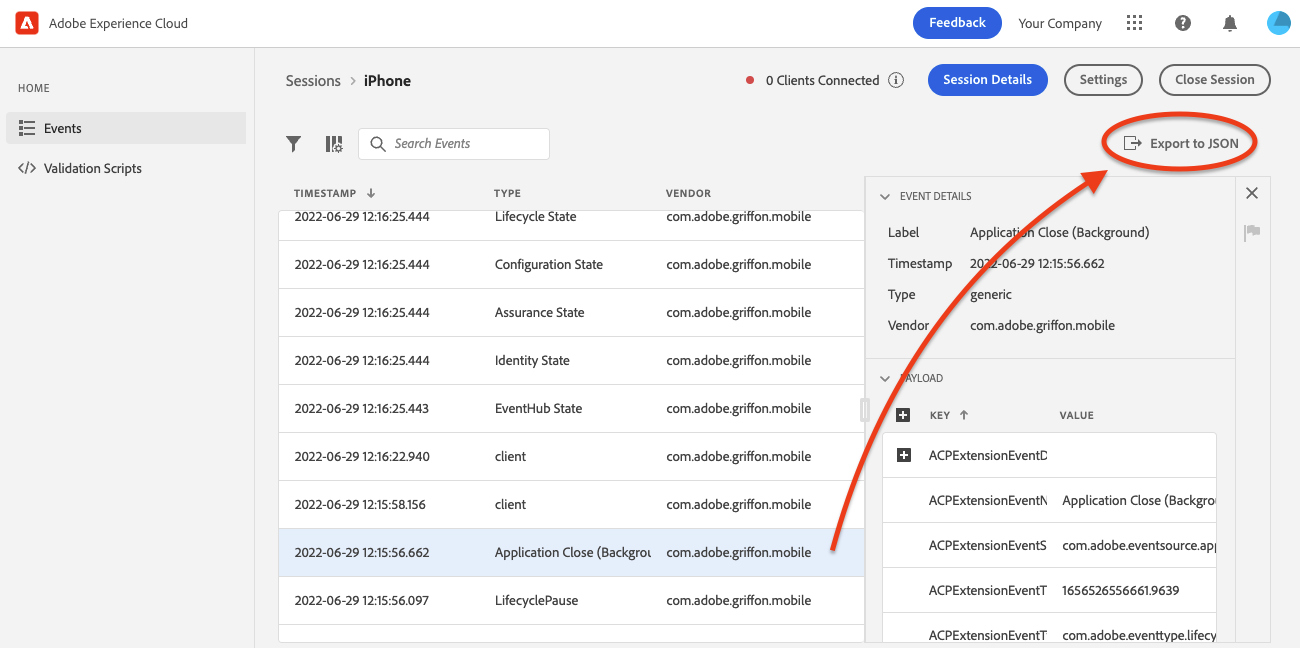 Adobe Experience Cloud
Feedback
Your Company
HOME
Events
Validation Scripts
Sessions > iPhone
0 Clients Connected
Session Details
Settings
Close Session
Search Events
Export to JSON
TIMESTAMP ↓ TYPE VENDOR
2022-06-29 12:16:25.444 Lifecycle State com.adobe.griffon.mobile
2022-06-29 12:16:25.444 Configuration State com.adobe.griffon.mobile
2022-06-29 12:16:25.444 Assurance State com.adobe.griffon.mobile
2022-06-29 12:16:25.444 Identity State com.adobe.griffon.mobile
2022-06-29 12:16:25.443 EventHub State com.adobe.griffon.mobile
2022-06-29 12:16:22.940 client com.adobe.griffon.mobile
2022-06-29 12:15:58.156 client com.adobe.griffon.mobile
2022-06-29 12:15:56.662 Application Close (Backgrou com.adobe.griffon.mobile
2022-06-29 12:15:56.097 LifecyclePause com.adobe.griffon.mobile
EVENT DETAILS
Label Application Close (Background)
Timestamp 2022-06-29 12:15:56.662
Type generic
Vendor com.adobe.griffon.mobile
PAYLOAD
KEY ↑ VALUE
ACPExtensionEventD
ACPExtensionEventN Application Close (Backgrou
ACPExtensionEventS com.adobe.eventsource.app
ACPExtensionEventT 1656526556661.9639
ACPExtensionEventT com.adobe.eventtype.lifecy